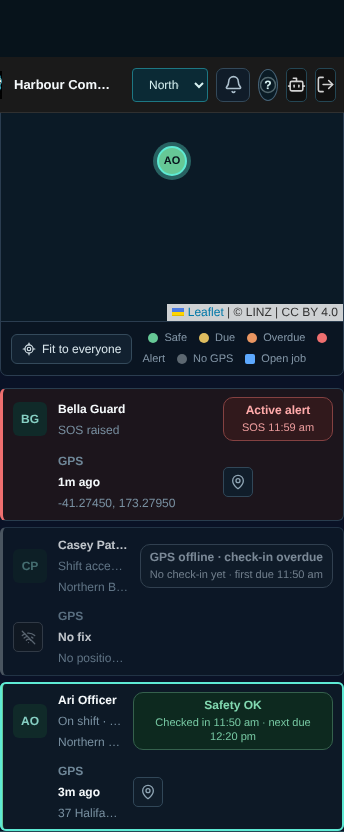 Harbour Com…
North
?
AO
Leaflet | © LINZ | CC BY 4.0
Fit to everyone
Safe Due Overdue
Alert No GPS Open job
BG
Bella Guard
SOS raised
Active alert
SOS 11:59 am
GPS
1m ago
-41.27450, 173.27950
CP
Casey Pat…
Shift acce…
Northern B…
GPS offline · check-in overdue
No check-in yet · first due 11:50 am
GPS
No fix
No positio…
AO
Ari Officer
On shift · …
Northern …
Safety OK
Checked in 11:50 am · next due
12:20 pm
GPS
3m ago
37 Halifa…